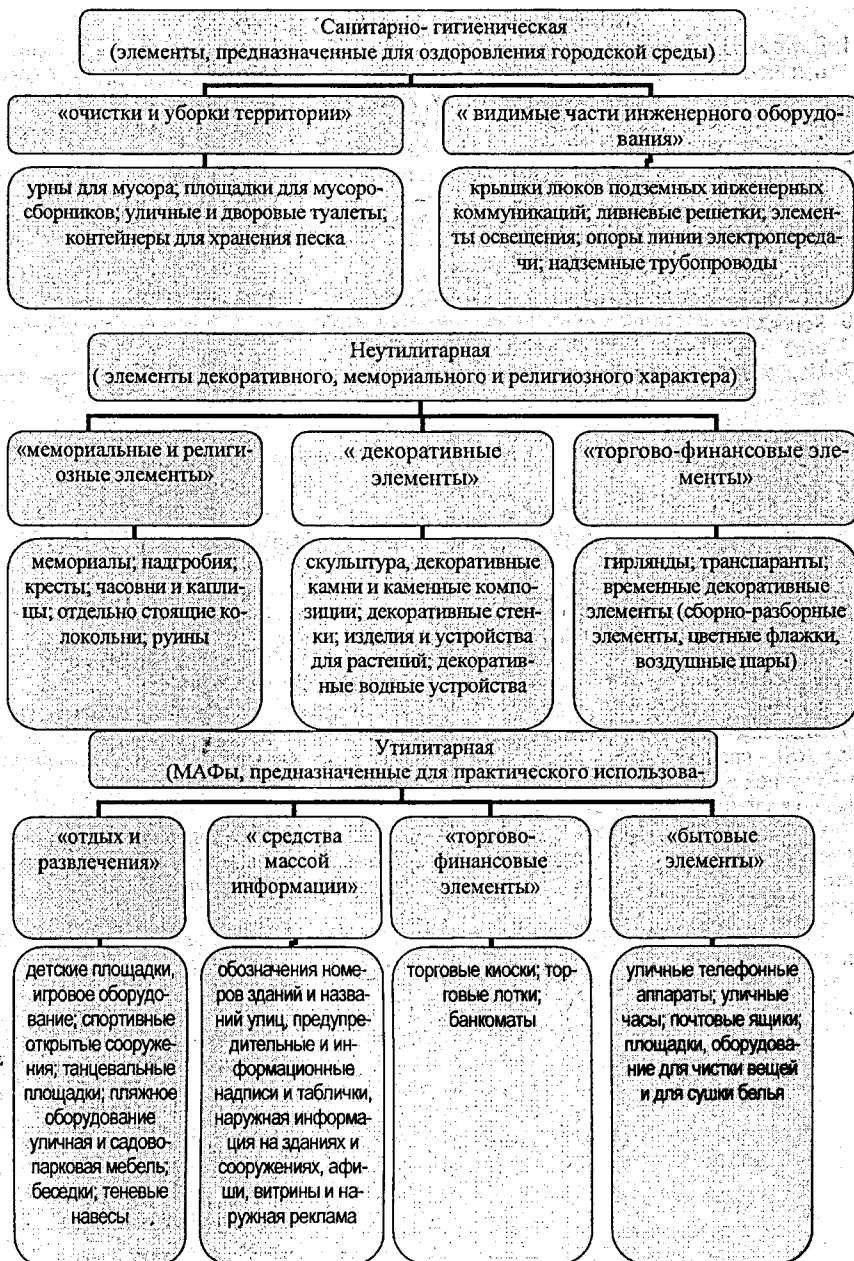 Санитарно- гигиеническая
(элементы, предназначенные для оздоровления городской среды)
«очистки и уборки территории»
« видимые части инженерного оборудо-
вания»
урны для мусора; площадки для мусоро-
сборников; уличные и дворовые туалеты;
контейнеры для хранения песка
крышки люков подземных инженерных
коммуникаций; ливневые решетки; элемен-
ты освещения; опоры линии электропереда-
чи; надземные трубопроводы
Неутилитарная
( элементы декоративного, мемориального и религиозного характера)
«мемориальные и религи-
озные элементы»
« декоративные
элементы»
«торгово-финансовые эле-
менты»
мемориалы; надгробия;
кресты; часовни и капли-
цы; отдельно стоящие ко-
локольни; руины
скульптура, декоративные
камни и каменные компо-
зиции; декоративные стен-
ки; изделия и устройства
для растений; декоратив-
ные водные устройства
гирлянды; транспаранты;
временные декоративные
элементы (сборно-разборные
элементы, цветные флажки,
воздушные шары)
Утилитарная
(МАФы, предназначенные для практического использова-
«отдых и
развлечения»
« средства
массой
информации»
«торгово-
финансовые
элементы»
«бытовые
элементы»
детские площадки,
игровое оборудо-
вание; спортивные
открытые сооруже-
ния; танцевальные
площадки; пляжное
оборудование
уличная и садово-
парковая мебель;
беседки; теневые
навесы
обозначения номе-
ров зданий и назва-
ний улиц, предупре-
дительные и ин-
формационные
надписи и таблички,
наружная информа-
ция на зданиях и
сооружениях, афи-
ши, витрины и на-
ружная реклама
торговые киоски; тор-
говые лотки;
банкоматы
уличные телефонные
аппараты; уличные
часы; почтовые ящики;
площадки, оборудова-
ние для чистки вещей
и для сушки белья